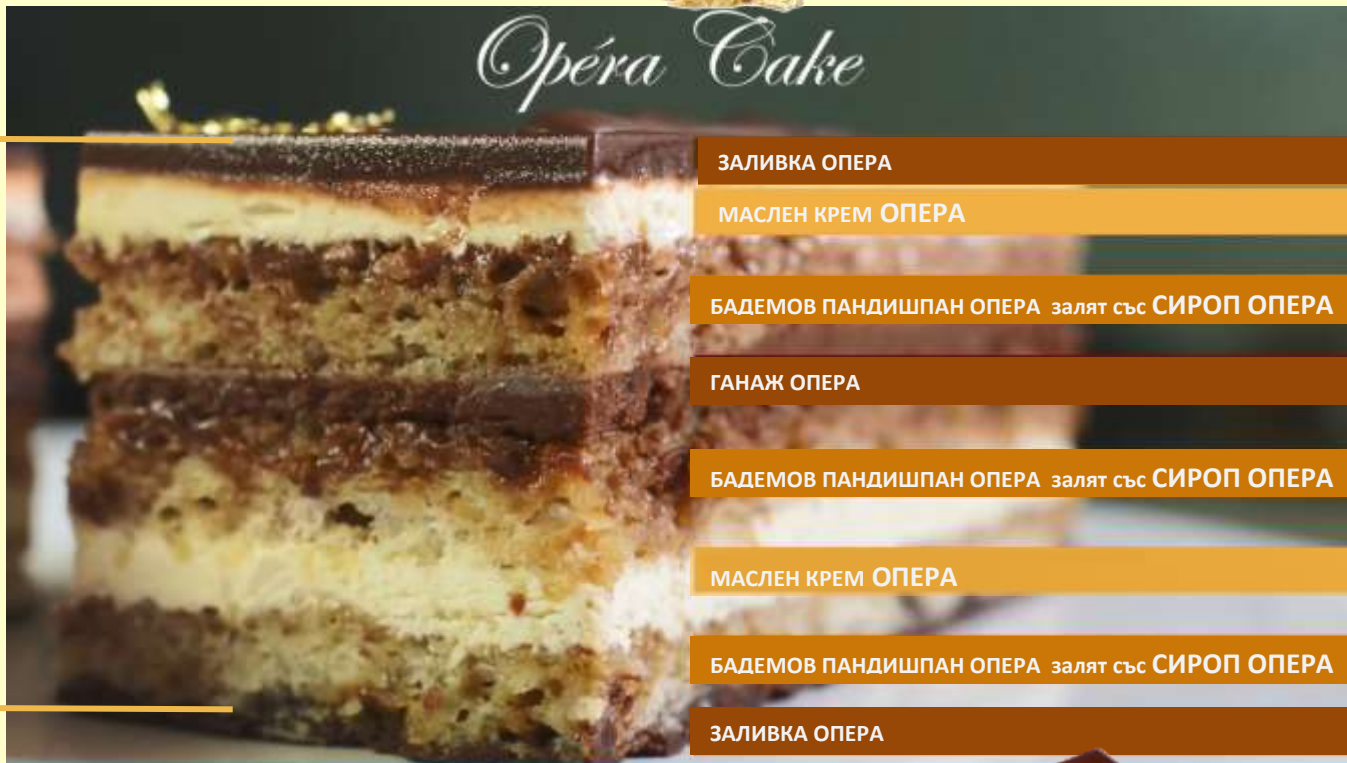 Opéra Cake
ЗАЛИВКА ОПЕРА
МАСЛЕН КРЕМ ОПЕРА
БАДЕМОВ ПАНДИШПАН ОПЕРА залят със СИРОП ОПЕРА
ГАНАЖ ОПЕРА
БАДЕМОВ ПАНДИШПАН ОПЕРА залят със СИРОП ОПЕРА
МАСЛЕН КРЕМ ОПЕРА
БАДЕМОВ ПАНДИШПАН ОПЕРА залят със СИРОП ОПЕРА
ЗАЛИВКА ОПЕРА